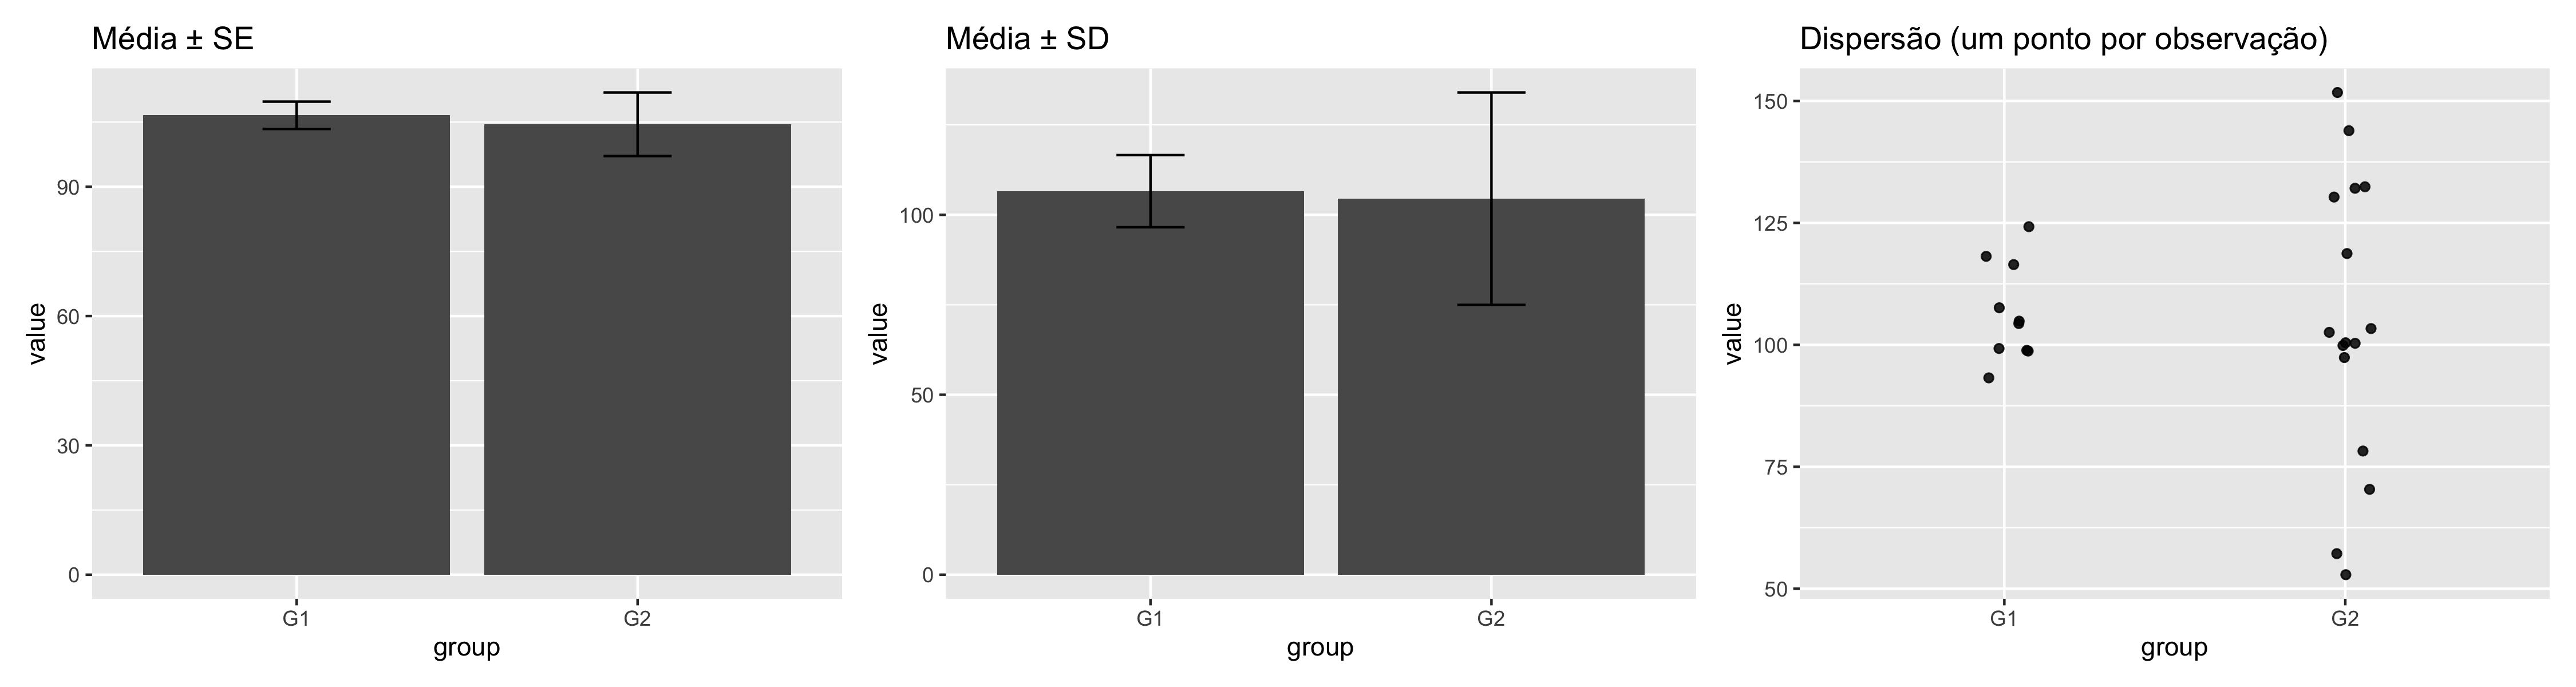 Média ± SE
value
90
60
30
0
G1 G2
group
Média ± SD
value
100
50
0
G1 G2
group
Dispersão (um ponto por observação)
value
150
125
100
75
50
G1 G2
group